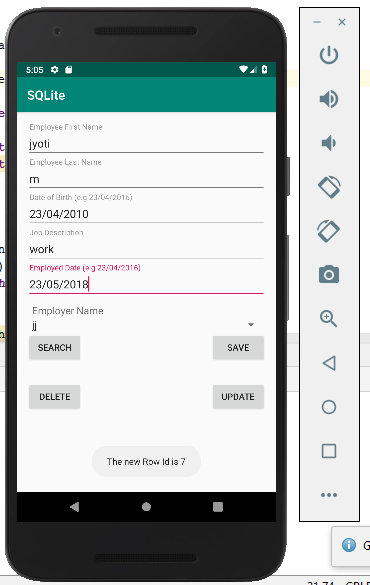 5:05
SQLite
Employee First Name
jyoti
Employee Last Name
m
Date of Birth (e.g 23/04/2016)
23/04/2010
Job Description
work
Employed Date (e.g 23/04/2016)
23/05/2018
Employer Name
jj
SEARCH SAVE
DELETE UPDATE
The new Row Id is 7